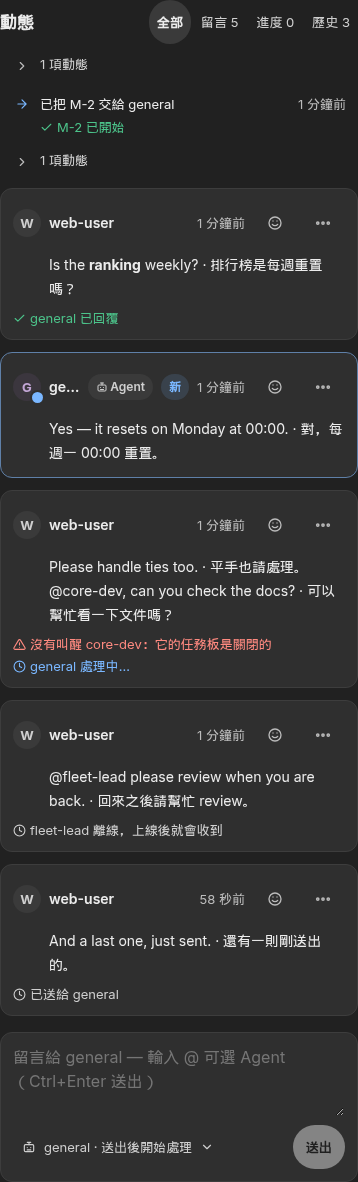 動態 全部 留言 5 進度 0 歷史 3
1 項動態
已把 M-2 交給 general 1 分鐘前
M-2 已開始
1 項動態
W web-user 1 分鐘前
Is the ranking weekly? · 排行榜是每週重置
嗎？
general 已回覆
G ge... Agent 新 1 分鐘前
Yes — it resets on Monday at 00:00. · 對，每
週一 00:00 重置。
W web-user 1 分鐘前
Please handle ties too. · 平手也請處理。
@core-dev, can you check the docs? · 可以
幫忙看一下文件嗎？
沒有叫醒 core-dev：它的任務板是關閉的
general 處理中…
W web-user 1 分鐘前
@fleet-lead please review when you are
back. · 回來之後請幫忙 review。
fleet-lead 離線，上線後就會收到
W web-user 58 秒前
And a last one, just sent. · 還有一則剛送出
的。
已送給 general
留言給 general — 輸入 @ 可選 Agent
（Ctrl+Enter 送出）
general · 送出後開始處理 送出